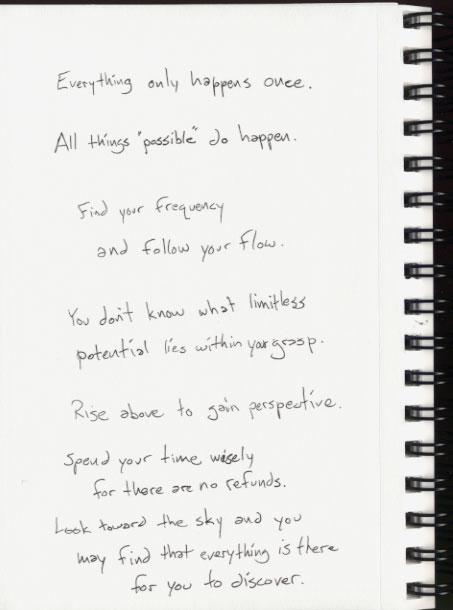 Everything only happens once.
All things "possible" do happen.
Find your frequency
and follow your flow.
You don't know what limitless
potential lies within your grasp.
Rise above to gain perspective.
Spend your time wisely
for there are no refunds.
Look toward the sky and you
may find that everything is there
for you to discover.